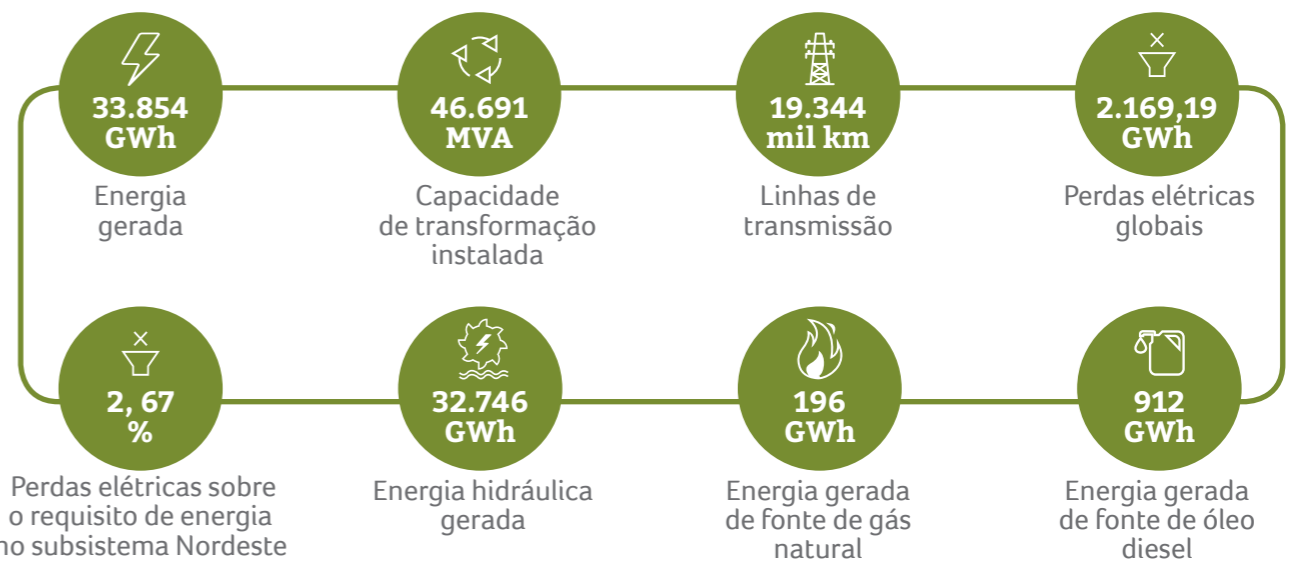 33.854
GWh
Energia
gerada
46.691
MVA
Capacidade
de transformação
instalada
19.344
mil km
Linhas de
transmissão
2.169,19
GWh
Perdas elétricas
globais
2, 67
%
Perdas elétricas sobre
o requisito de energia
no subsistema Nordeste
32.746
GWh
Energia hidráulica
gerada
196
GWh
Energia gerada
de fonte de gás
natural
912
GWh
Energia gerada
de fonte de óleo
diesel